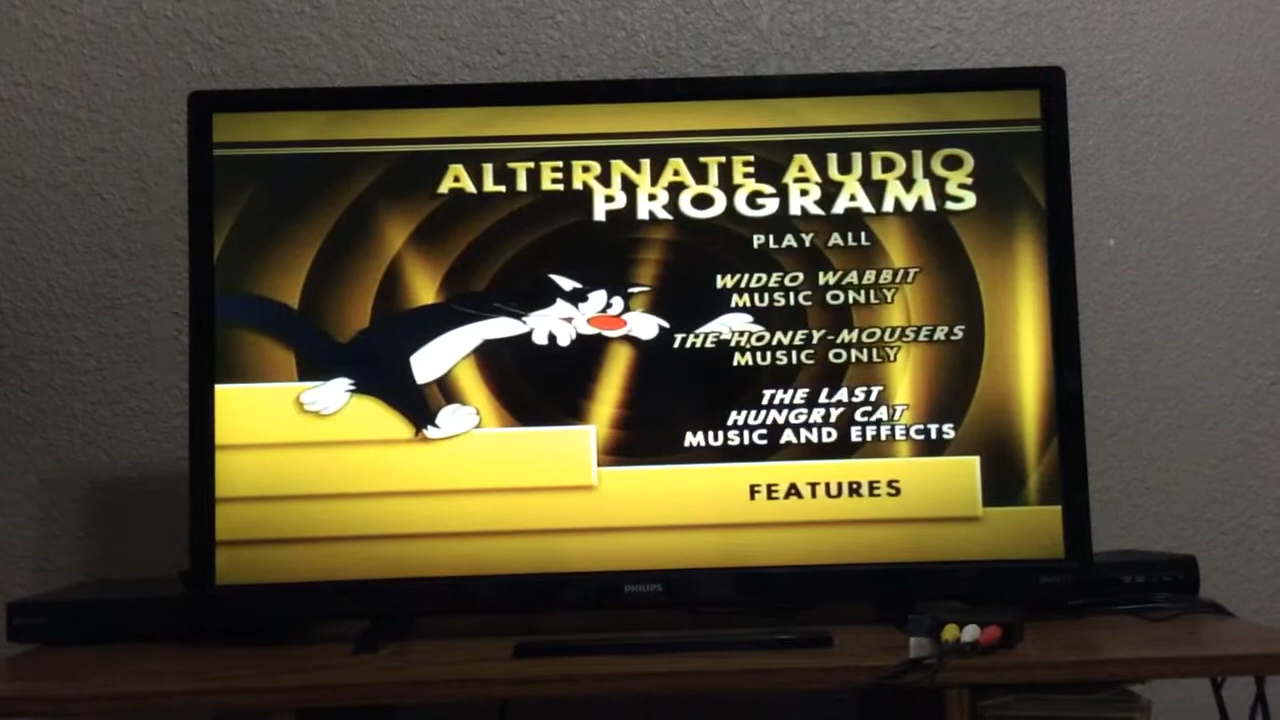 ALTERNATE AUDIO
PROGRAMS
PLAY ALL
WIDEO WABBIT
MUSIC ONLY
THE HONEY-MOUSERS
MUSIC ONLY
THE LAST
HUNGRY CAT
MUSIC AND EFFECTS
FEATURES
PHILIPS